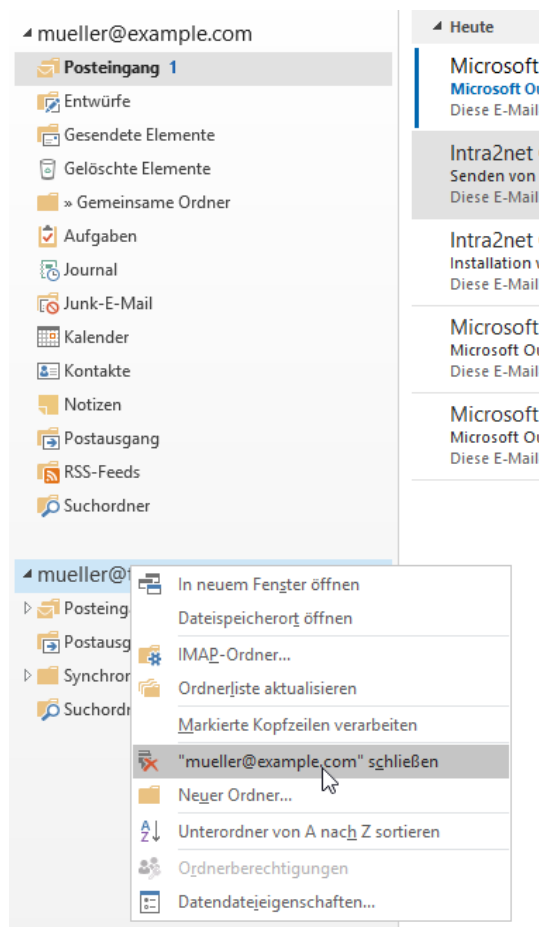 mueller@example.com
Posteingang 1
Entwürfe
Gesendete Elemente
Gelöschte Elemente
» Gemeinsame Ordner
Aufgaben
Journal
Junk-E-Mail
Kalender
Kontakte
Notizen
Postausgang
RSS-Feeds
Suchordner
mueller@
Posteing
Postausg
Synchron
Suchord
In neuem Fenster öffnen
Dateispeicherort öffnen
IMAP-Ordner...
Ordnerliste aktualisieren
Markierte Kopfzeilen verarbeiten
"mueller@example.com" schließen
Neuer Ordner...
Unterordner von A nach Z sortieren
Ordnerberechtigungen
Datendateieigenschaften...
Heute
Microsoft
Microsoft Ou
Diese E-Mail
Intra2net
Senden von
Diese E-Mail
Intra2net
Installation
Diese E-Mail
Microsoft
Microsoft Ou
Diese E-Mail
Microsoft
Microsoft Ou
Diese E-Mail